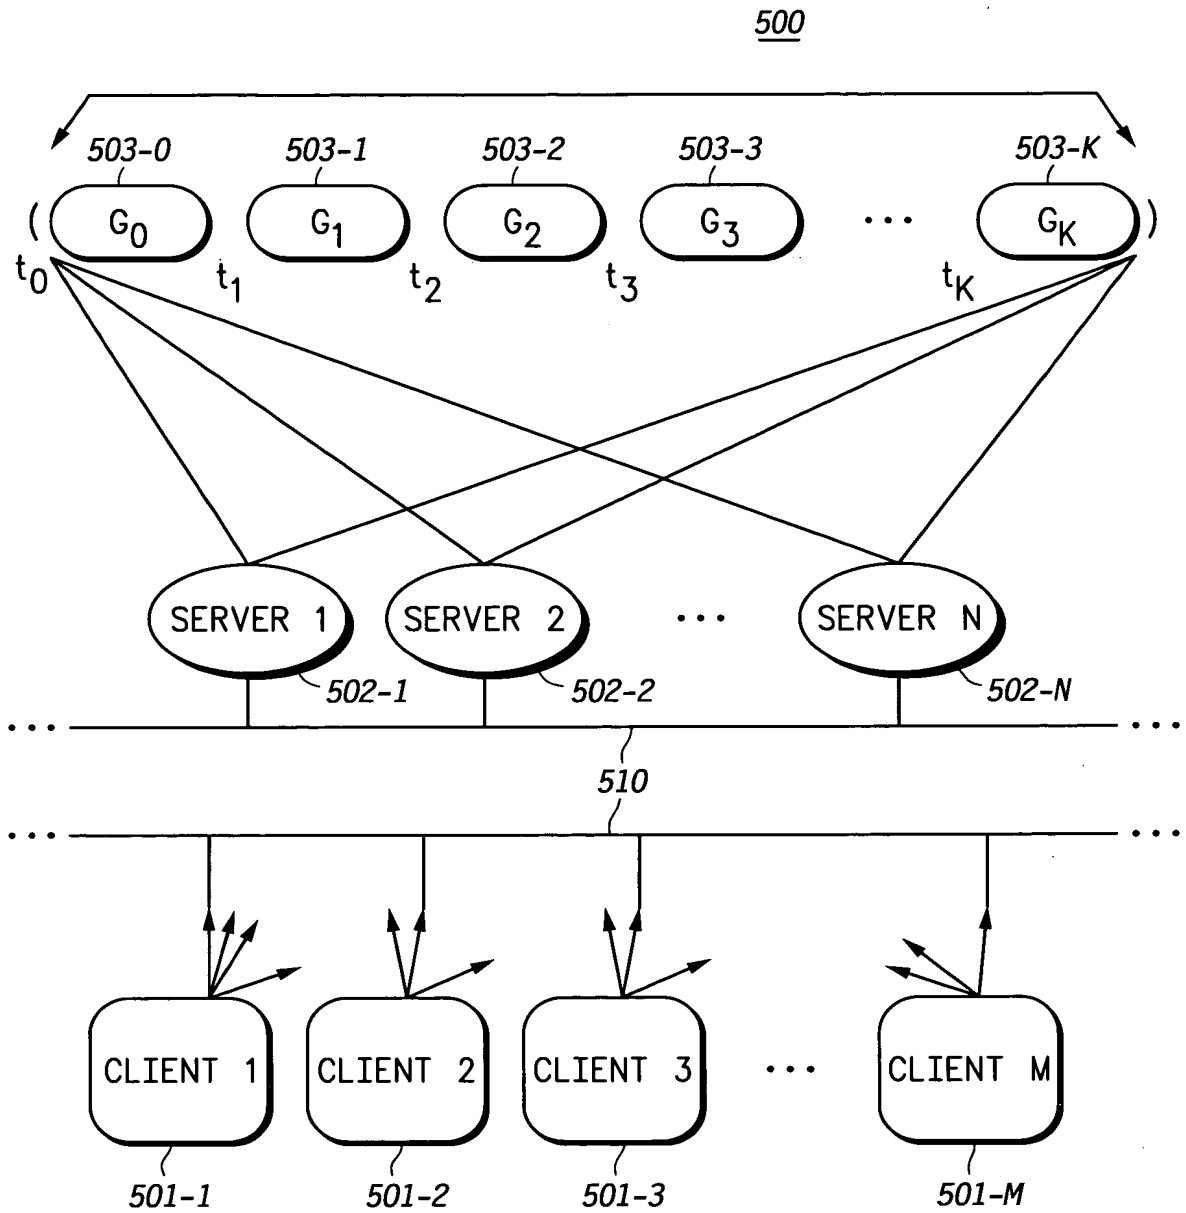 500
503-0 503-1 503-2 503-3 503-K
( G0 G1 G2 G3 ... GK )
t0 t1 t2 t3 tK
SERVER 1 SERVER 2 ... SERVER N
502-1 502-2 502-N
... ...
510
... ...
CLIENT 1 CLIENT 2 CLIENT 3 ... CLIENT M
501-1 501-2 501-3 501-M